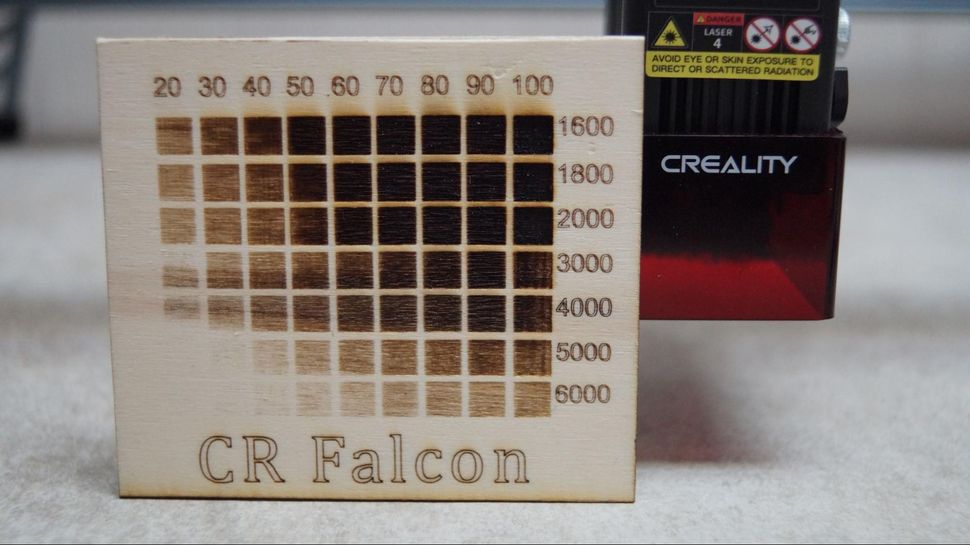 20 30 40 50 60 70 80 90 100
1600
1800
2000
3000
4000
5000
6000
CR Falcon
DANGER
LASER
4
AVOID EYE OR SKIN EXPOSURE TO
DIRECT OR SCATTERED RADIATION
CREALITY